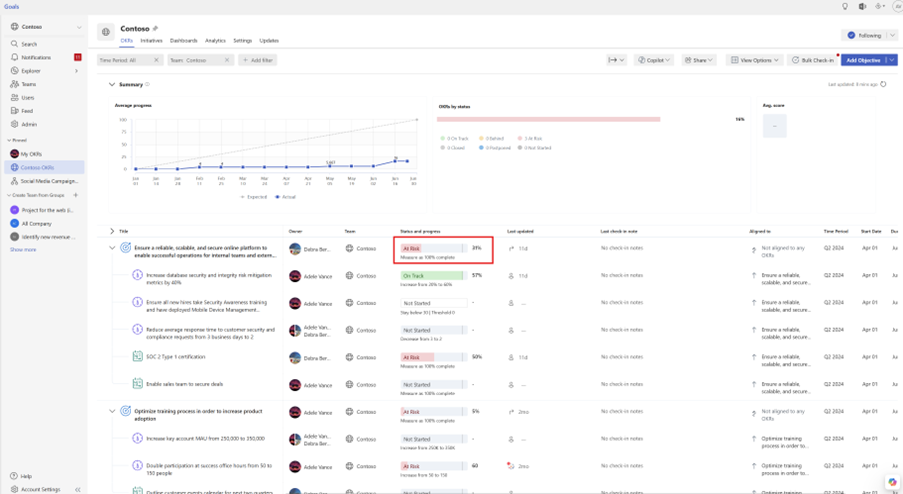 Goals
Contoso
Search
Notifications
Explorer
Teams
Users
Feed
Admin
Pinned
My OKRs
Contoso OKRs
Social Media Campaign...
Create Team From Groups
Project for the web (i...
All Company
Identify new revenue ...
Show more
Help
Account Settings
Contoso
OKRs Initiatives Dashboards Analytics Settings Updates
Following
Time Period: All
Team: Contoso
Add filter
Copilot
Share
View Options
Bulk Check-in
Add Objective
Summary
Last updated: 9 mins ago
Average progress
100
75
50
25
0
Expected Actual
OKRs by status
16%
0 On Track 0 Behind 0 At Risk
0 Closed 0 Postponed 0 Not Started
Avg. score
--
Title Owner Team Status and progress Last updated Last check in note Aligned to Time Period Start Date
Ensure a reliable, scalable, and secure online platform to
enable successful operations for internal teams and extern...
Debra Ber... Contoso At Risk 31%
Measure as 100% complete
11d No check-in notes Not aligned to any
OKRs
Q2 2024 Apr 01
Increase database security and integrity risk mitigation
metrics by 40%
Adele Vance Contoso On Track 57%
Increase from 20% to 60%
11d No check-in notes Ensure a reliable,
scalable, and secure...
Q2 2024 Apr 01
Ensure all new hires take Security Awareness training
and have deployed Mobile Device Management...
Adele Vance Contoso Not Started -
Stay below 20 | Threshold 0
No check-in notes Ensure a reliable,
scalable, and secure...
Q2 2024 Apr 01
Reduce average response time to customer security and
compliance requests from 3 business days to 2
Adele Van...
Debra Ber...
Contoso Not Started -
Decrease from 3 to 2
No check-in notes Ensure a reliable,
scalable, and secure...
Q2 2024 Apr 01
SOC 2 Type 1 certification
Debra Ber... Contoso At Risk 50%
Measure as 100% complete
11d No check-in notes Ensure a reliable,
scalable, and secure...
Q2 2024 Apr 01
Enable sales team to secure deals
Adele Vance Contoso Not Started -
Measure as 100% complete
No check-in notes Ensure a reliable,
scalable, and secure...
Q2 2024 Apr 01
Optimize training process in order to increase product
adoption
Adele Vance Contoso At Risk 5%
Measure as 100% complete
2mo No check-in notes Not aligned to any
OKRs
Q2 2024 Apr 01
Increase key account MAU from 250,000 to 350,000
Adele Van...
Debra Ber...
Contoso Not Started -
Increase from 250K to 350K
No check-in notes Optimize training
process in order to...
Q2 2024 Apr 01
Double participation at success office hours from 50 to
150 people
Adele Vance Contoso At Risk 60
Increase from 50 to 150
2mo No check-in notes Optimize training
process in order to...
Q2 2024 Apr 01